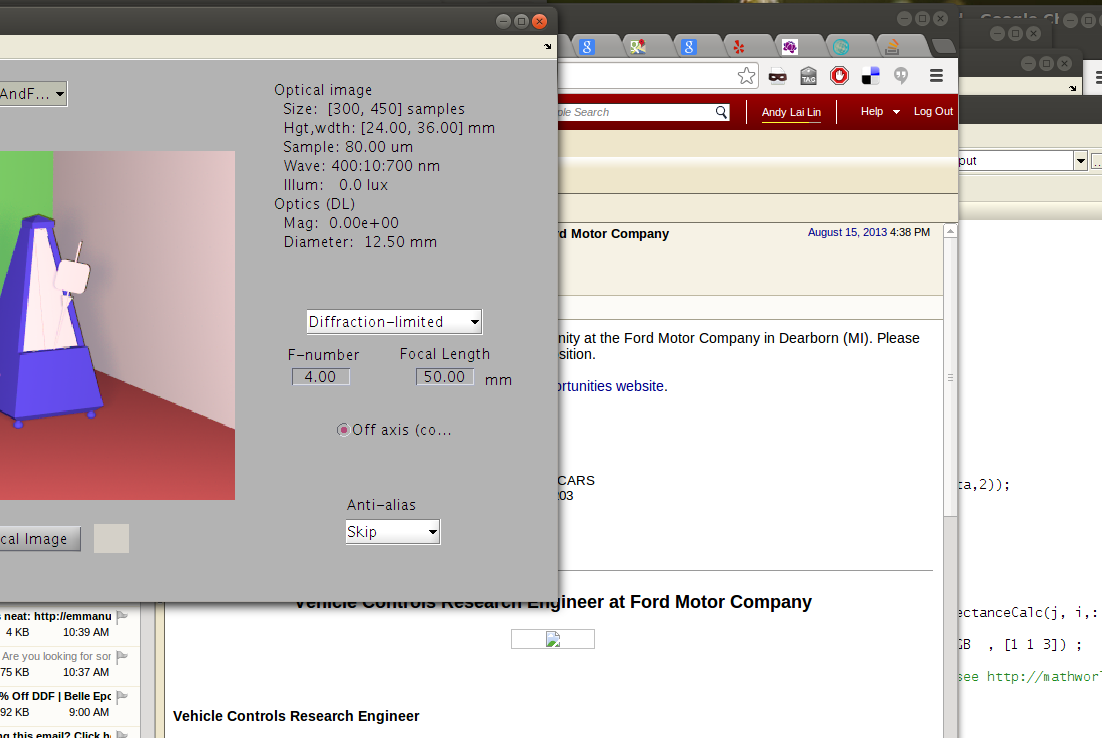 AndF...
Optical image
Size: [300, 450] samples
Hgt,wdth: [24.00, 36.00] mm
Sample: 80.00 um
Wave: 400:10:700 nm
Illum: 0.0 lux
Optics (DL)
Mag: 0.00e+00
Diameter: 12.50 mm
Diffraction-limited
F-number
Focal Length
4.00
50.00 mm
Off axis (co...
Anti-alias
Skip
cal Image
Search
Andy Lai Lin
Help
Log Out
TAG
rd Motor Company
August 15, 2013 4:38 PM
nity at the Ford Motor Company in Dearborn (MI). Please
sition.
ortunities website.
CARS
203
Vehicle Controls Research Engineer at Ford Motor Company
Vehicle Controls Research Engineer
s neat: http://emmanu
4 KB 10:39 AM
Are you looking for sor
75 KB 10:37 AM
% Off DDF | Belle Epo
92 KB 9:00 AM
ng this email? Click h
put
ta,2));
ectanceCalc(j, i,:
GB , [1 1 3]) ;
see http://mathworl